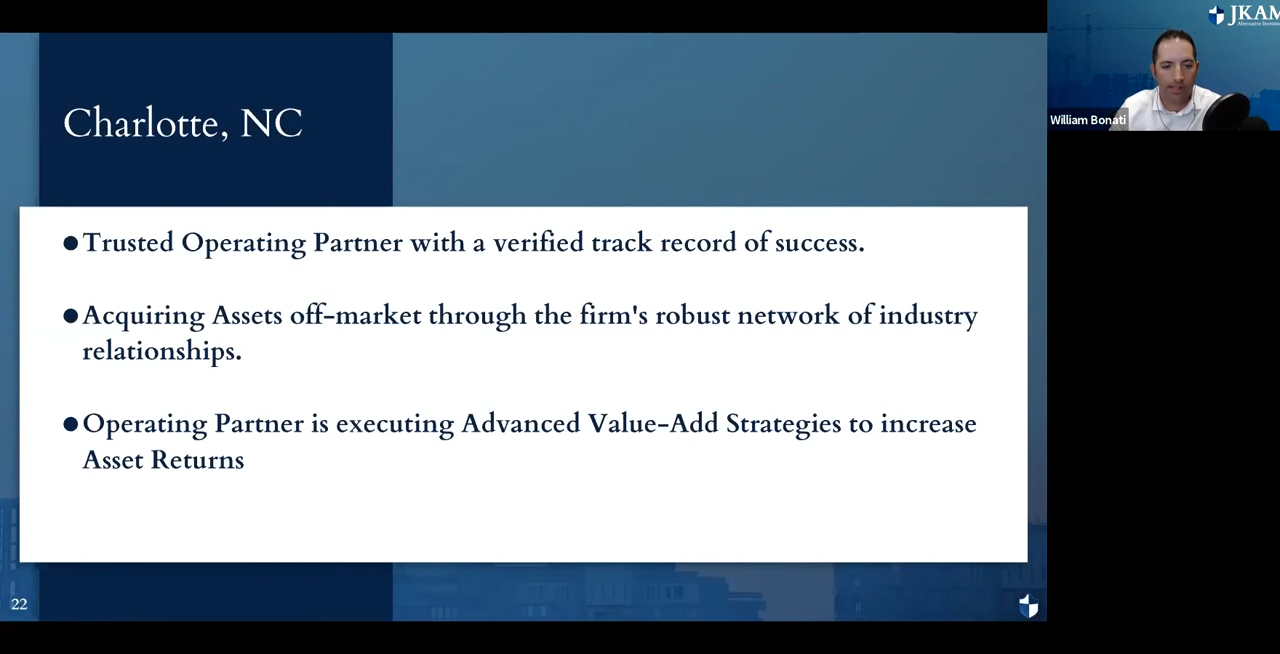 Charlotte, NC
● Trusted Operating Partner with a verified track record of success.
● Acquiring Assets off-market through the firm's robust network of industry
relationships.
● Operating Partner is executing Advanced Value-Add Strategies to increase
Asset Returns
22
JKAM
Alternative
William Bonati